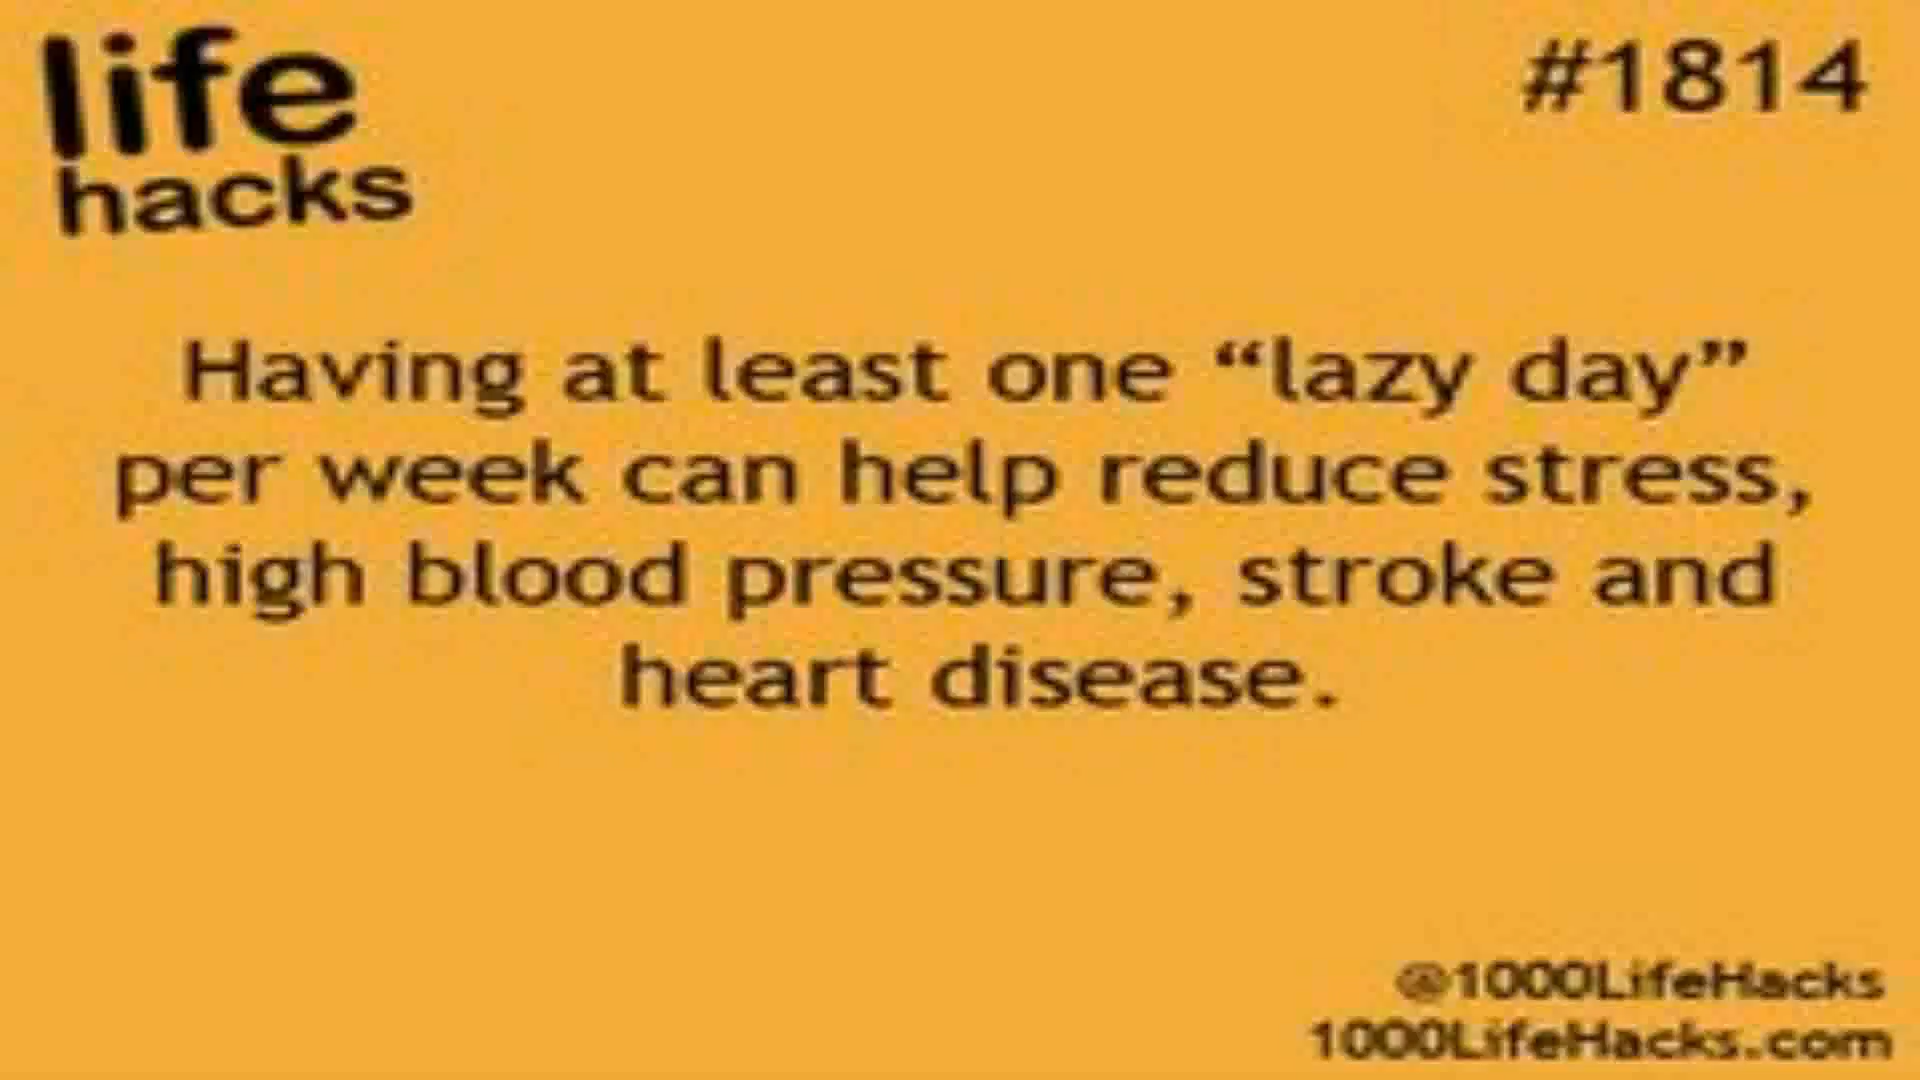 life
hacks
#1814
Having at least one “lazy day”
per week can help reduce stress,
high blood pressure, stroke and
heart disease.
@1000LifeHacks
1000LifeHacks.com